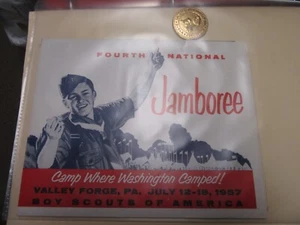 FOURTH NATIONAL
Jamboree
Camp Where Washington Camped!
VALLEY FORGE, PA. JULY 12-18, 1957
BOY SCOUTS OF AMERICA